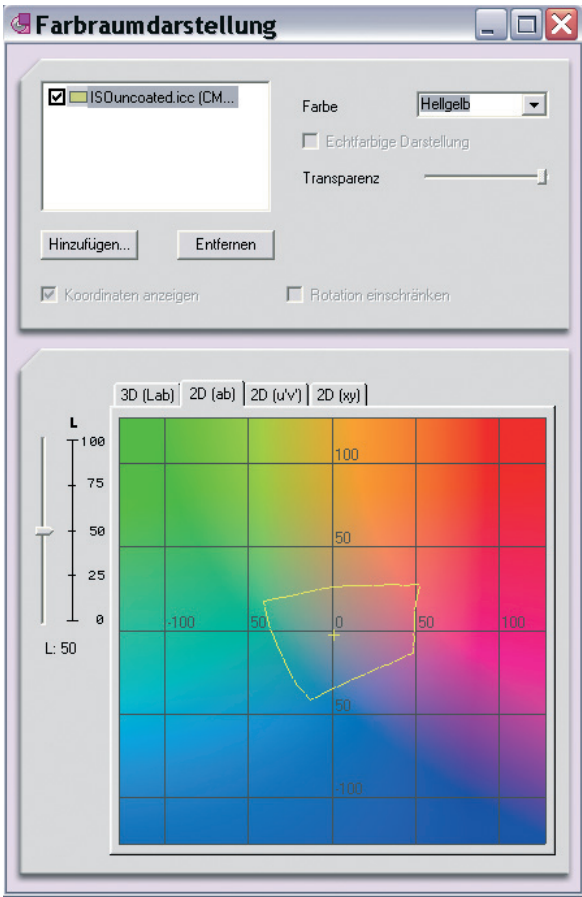 Farbraumdarstellung
ISOuncoated.icc (CM...
Farbe
Hellgelb
Echtfarbige Darstellung
Transparenz
Hinzufügen...
Entfernen
Koordinaten anzeigen
Rotation einschränken
3D (Lab)
2D (ab)
2D (u'v')
2D (xy)
L
100
75
50
25
0
L: 50
100
50
-100
50
0
50
100
50
-100